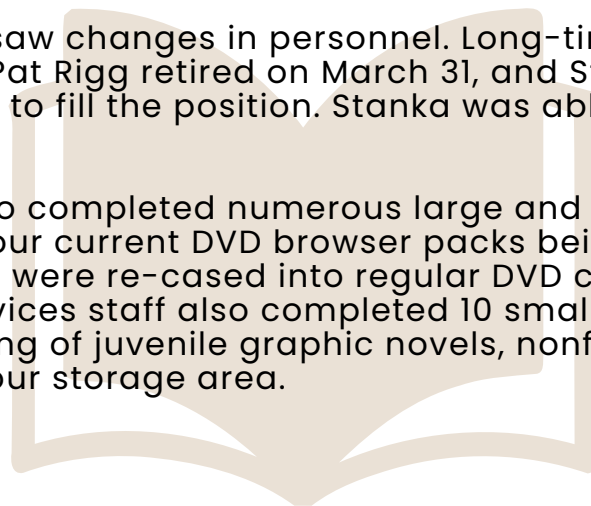 saw changes in personnel. Long-tir
Pat Rigg retired on March 31, and S
to fill the position. Stanka was abl
o completed numerous large and
our current DVD browser packs bei
were re-cased into regular DVD c
vices staff also completed 10 smal
ng of juvenile graphic novels, nonf
our storage area.